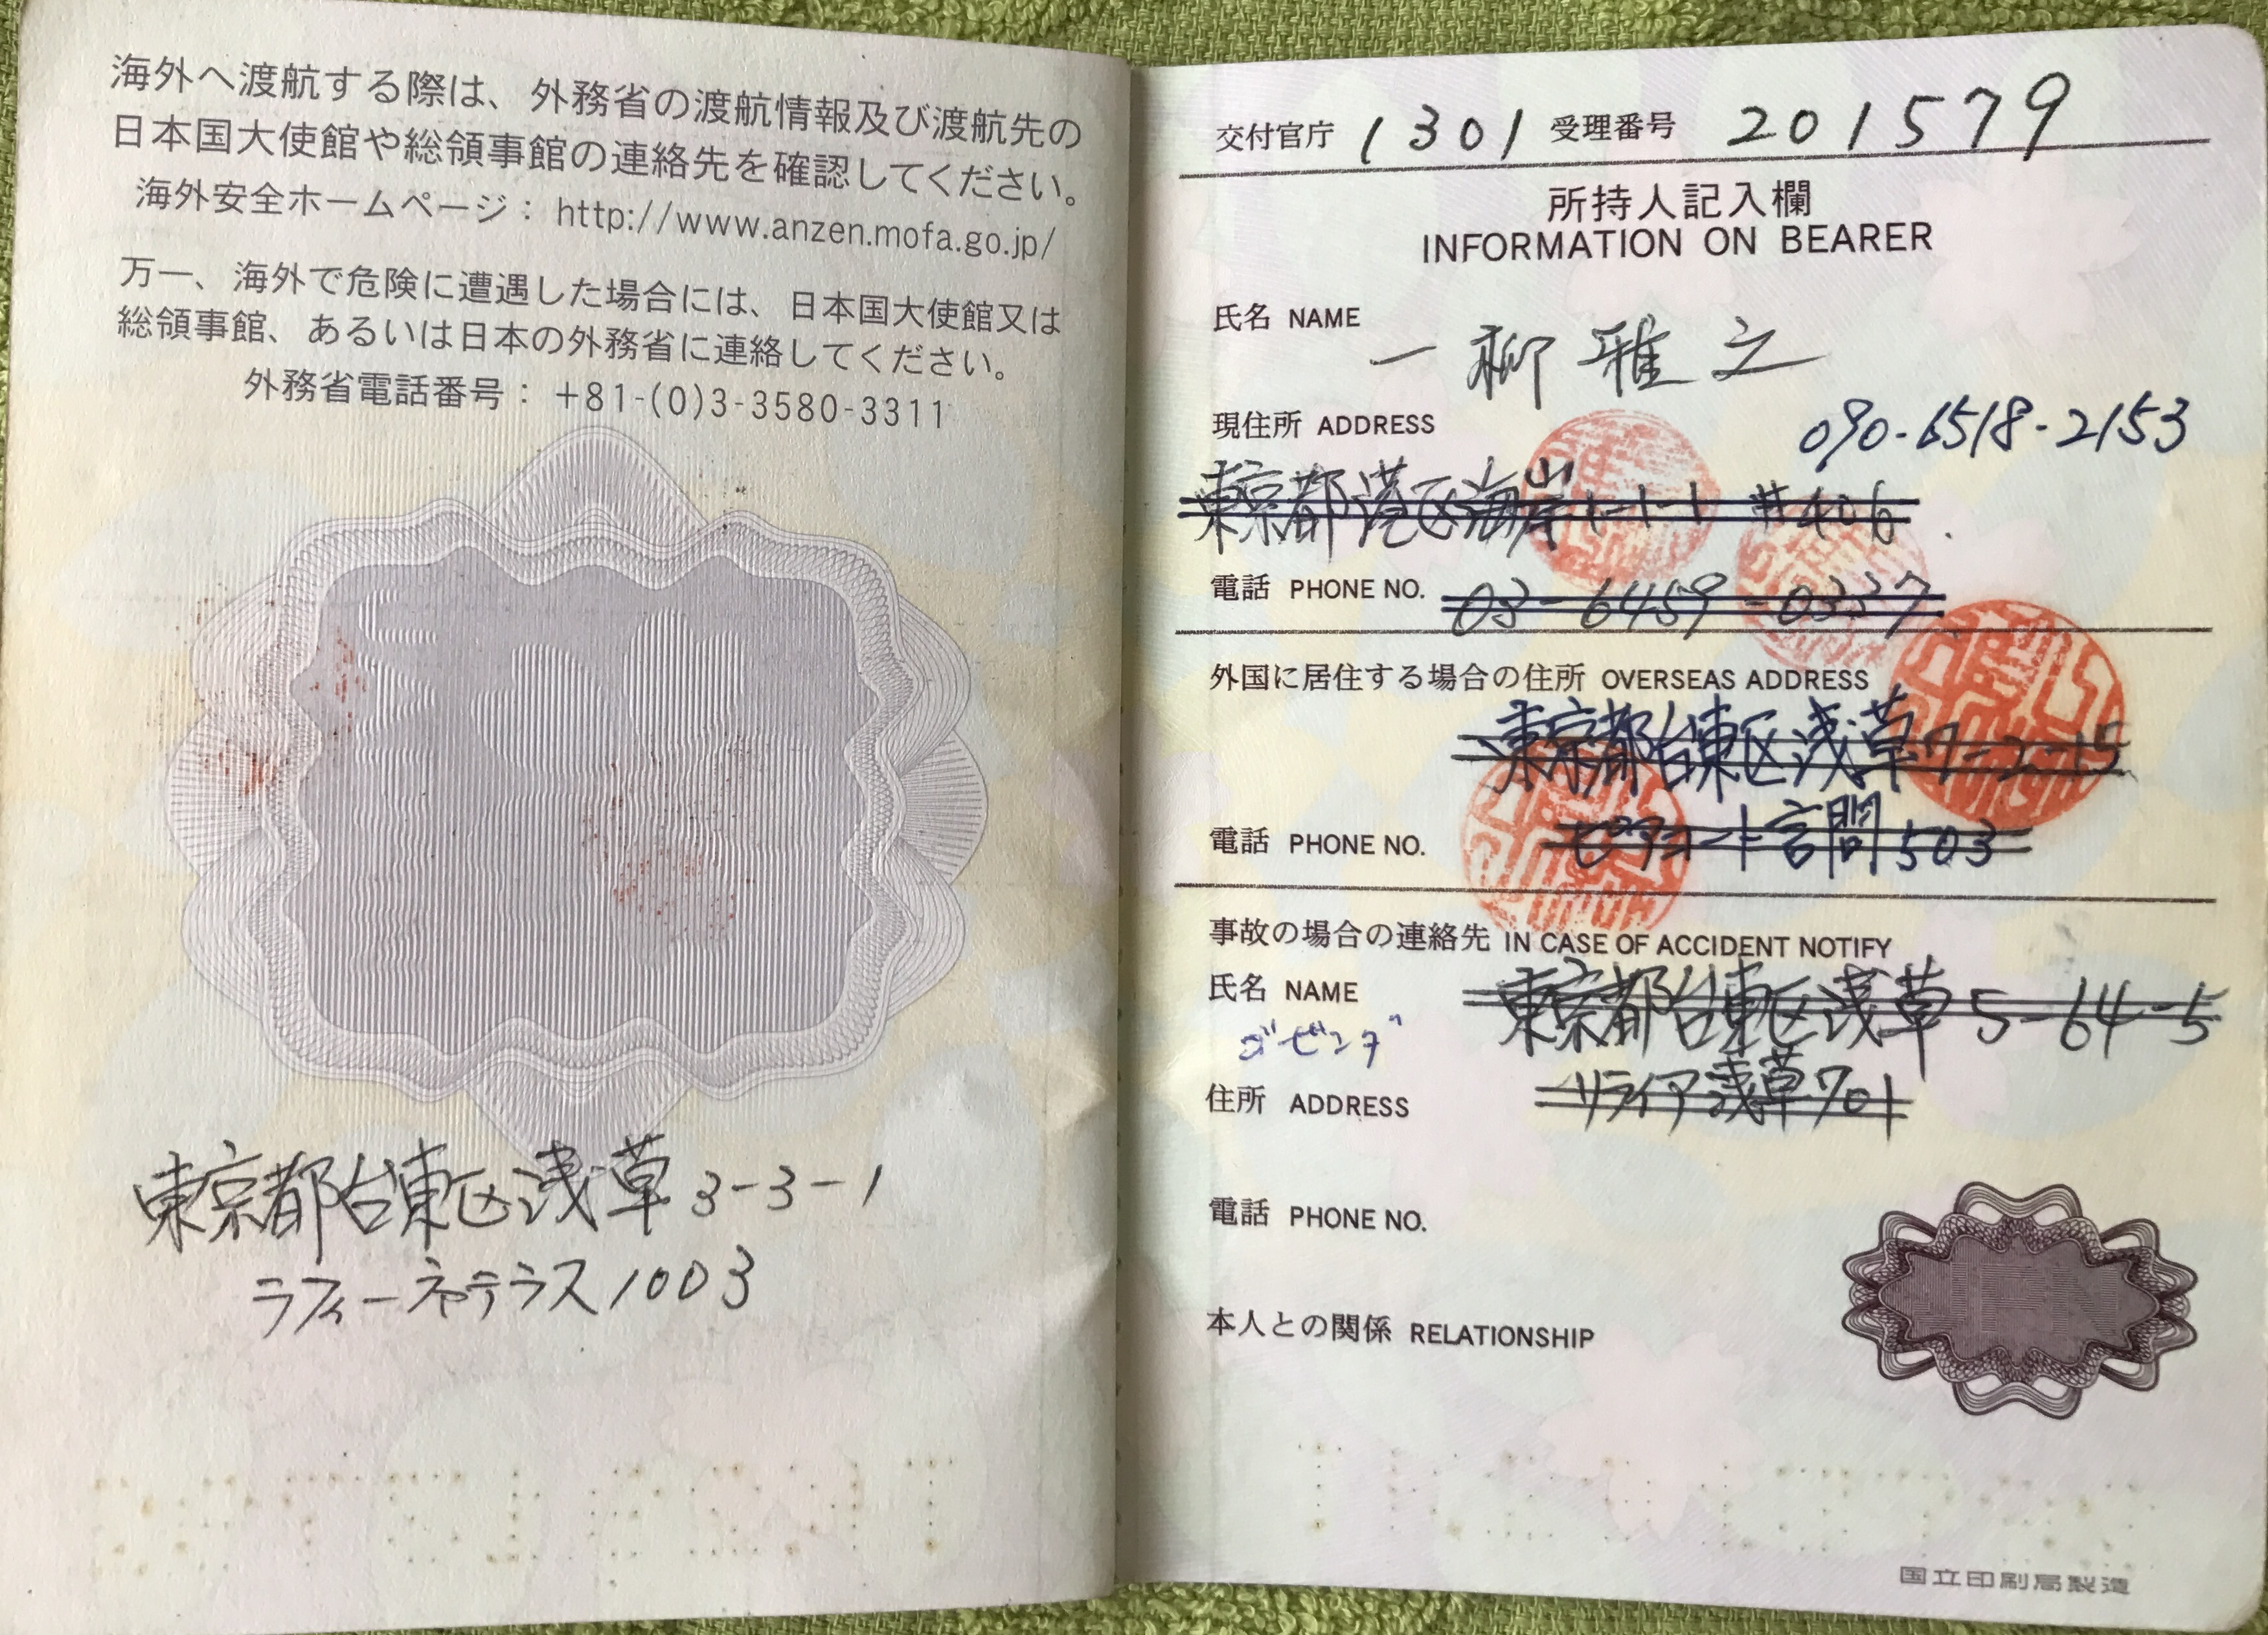 海外へ渡航する際は、外務省の渡航情報及び渡航先の
日本国大使館や総領事館の連絡先を確認してください。
海外安全ホームページ： http://www.anzen.mofa.go.jp/
万一、海外で危険に遭遇した場合には、日本国大使館又は
総領事館、あるいは日本の外務省に連絡してください。
外務省電話番号： +81-(0)3-3580-3311
東京都台東区浅草3-3-1
ラフィーネテラス1003
交付官庁 1301 受理番号 201579
所持人記入欄
INFORMATION ON BEARER
氏名 NAME
一柳雅之
現住所 ADDRESS
090-6518-2153
東京都港区海岸1-1-1 #406
電話 PHONE NO. 03-6459-0337
外国に居住する場合の住所 OVERSEAS ADDRESS
東京都台東区浅草7-2-15
電話 PHONE NO. 言問503
事故の場合の連絡先 IN CASE OF ACCIDENT NOTIFY
氏名 NAME 東京都台東区浅草5-64-5
住所 ADDRESS リライア浅草701
電話 PHONE NO.
本人との関係 RELATIONSHIP
国立印刷局製造